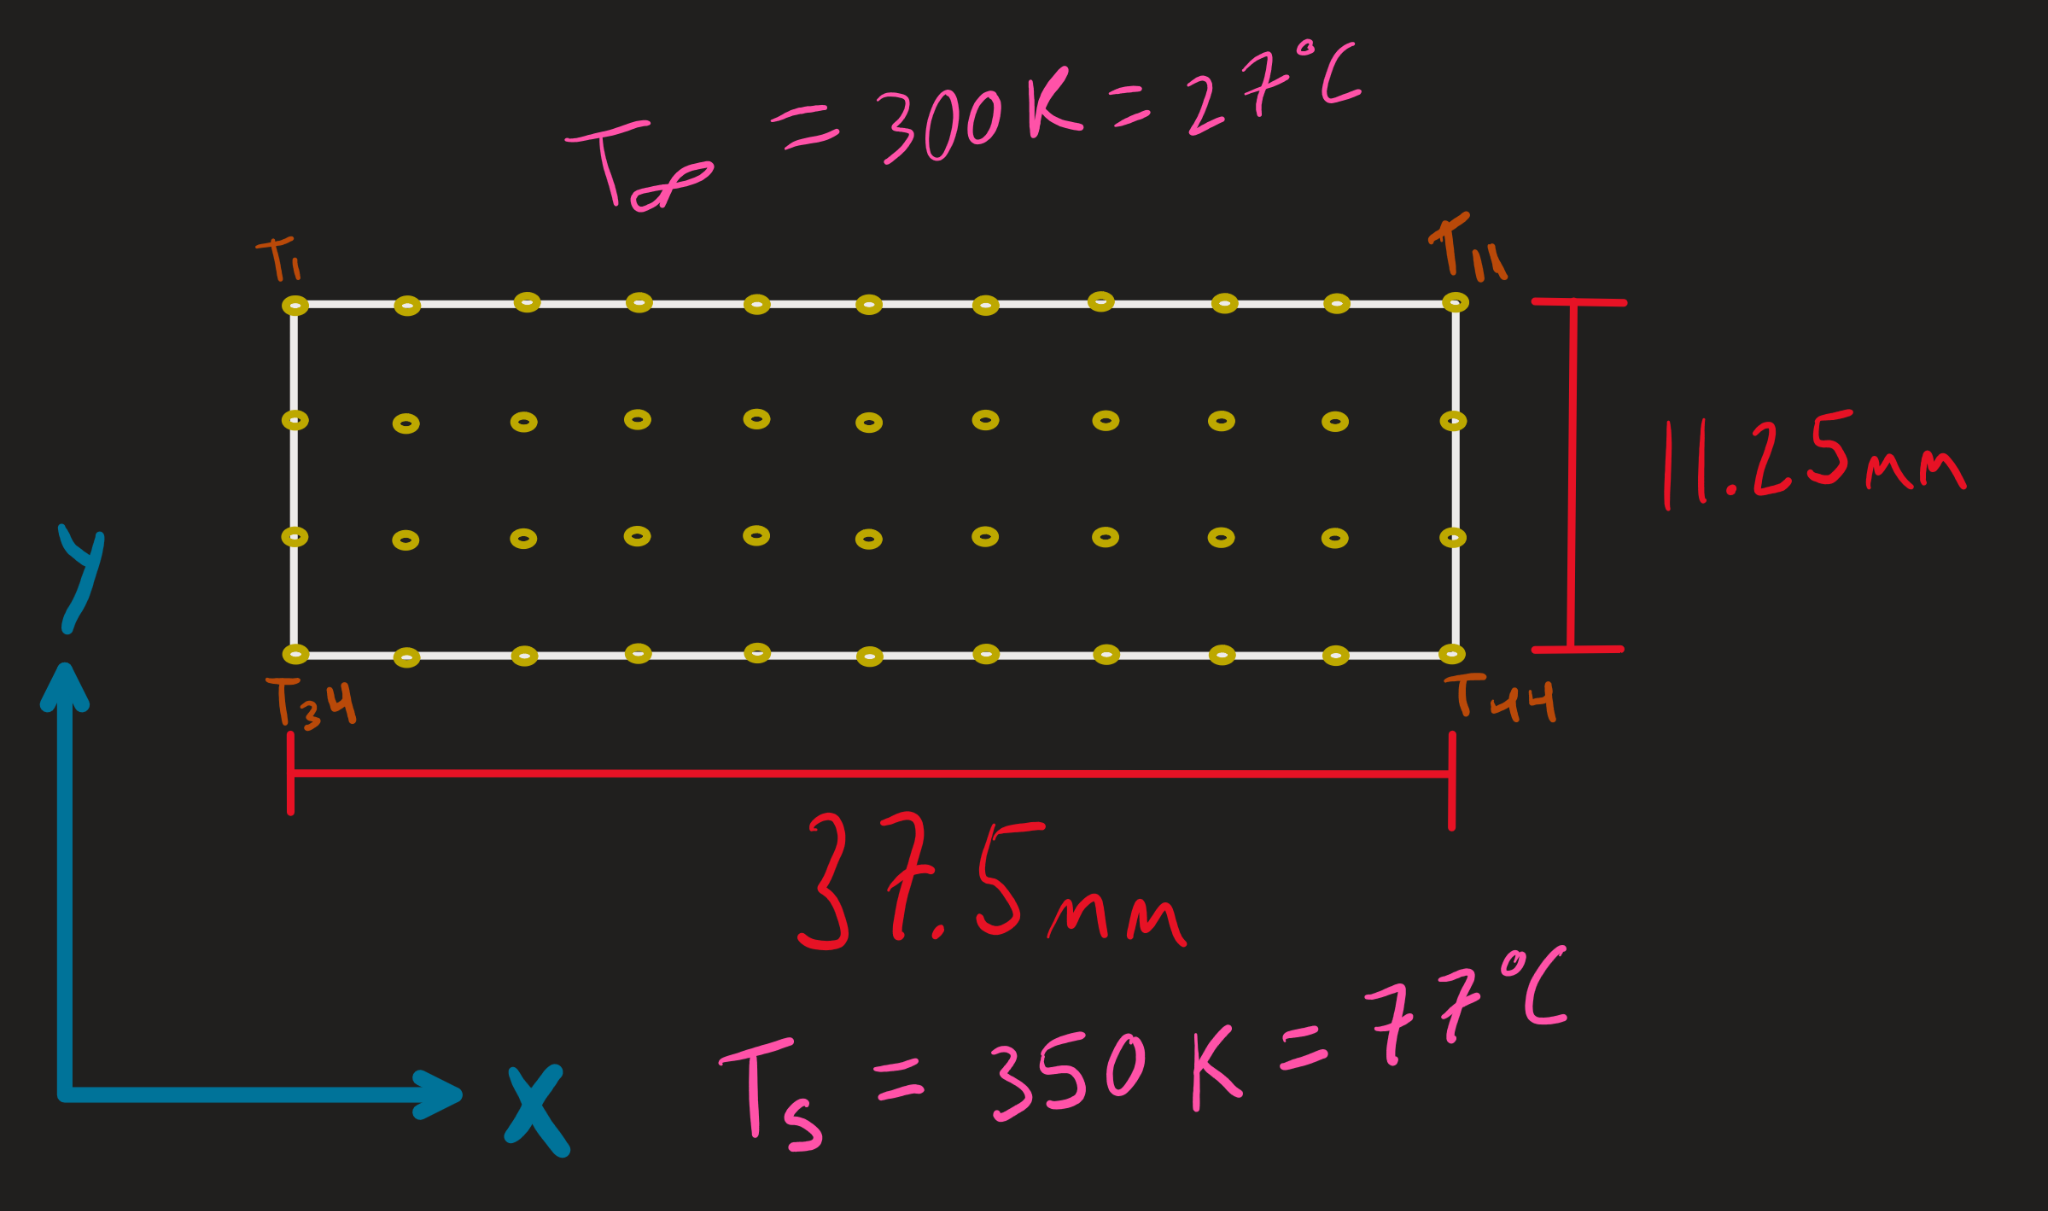 T∞ = 300K = 27°C
T₁
T₁₁
11.25mm
y
T₃₄
T₄₄
37.5mm
x
Tₛ = 350K = 77°C